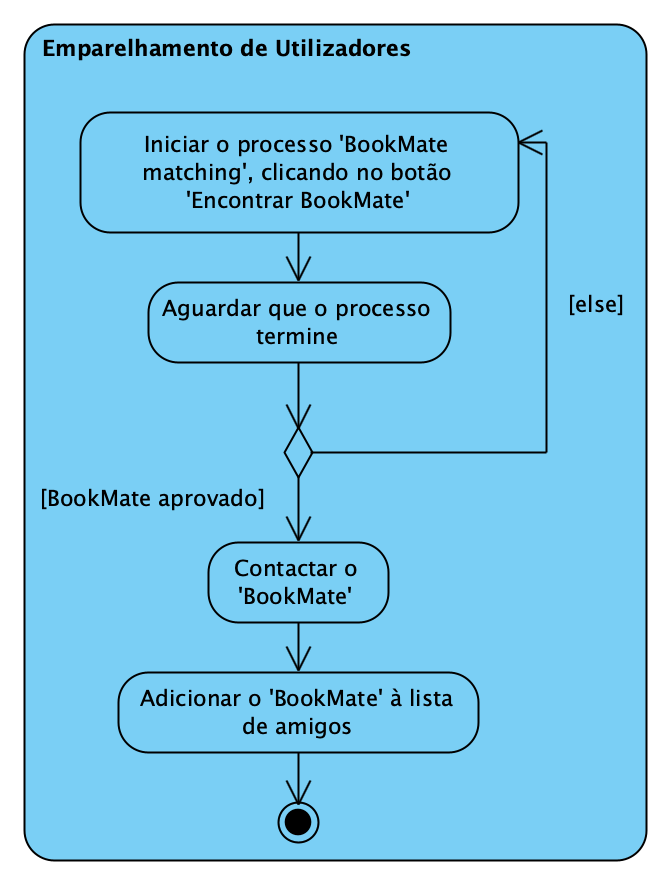 Emparelhamento de Utilizadores
Iniciar o processo 'BookMate
matching', clicando no botão
'Encontrar BookMate'
[else]
Aguardar que o processo
termine
[BookMate aprovado]
Contactar o
'BookMate'
Adicionar o 'BookMate' à lista
de amigos